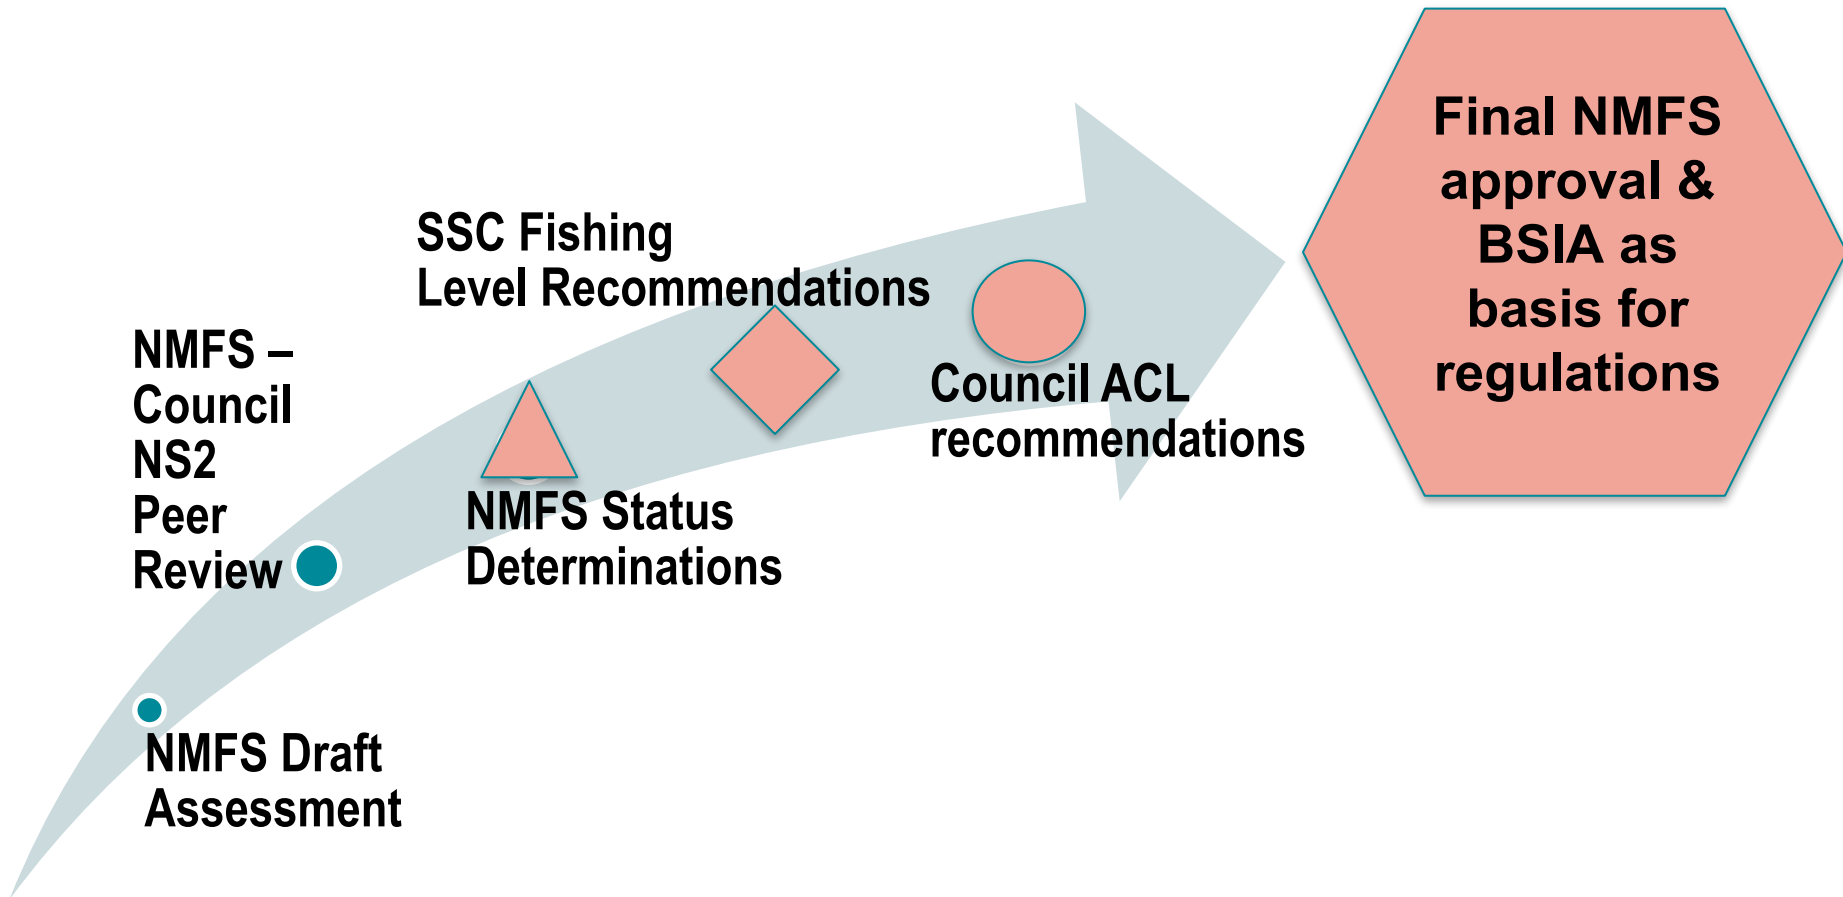 NMFS Draft
Assessment
NMFS –
Council
NS2
Peer
Review
NMFS Status
Determinations
SSC Fishing
Level Recommendations
Council ACL
recommendations
Final NMFS
approval &
BSIA as
basis for
regulations